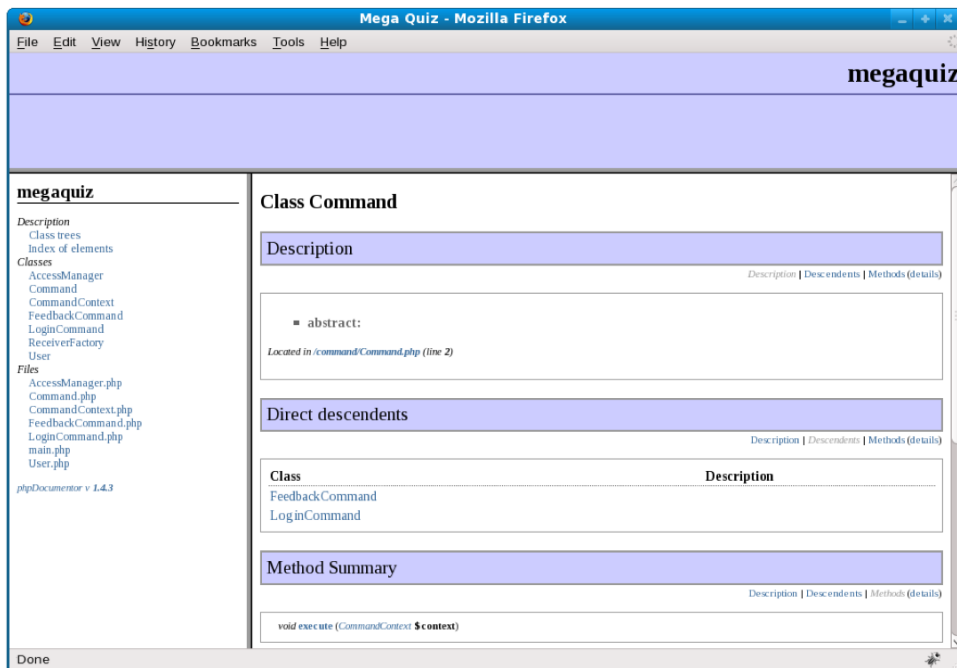 Mega Quiz - Mozilla Firefox
File Edit View History Bookmarks Tools Help
megaquiz
megaquiz
Description
Class trees
Index of elements
Classes
AccessManager
Command
CommandContext
FeedbackCommand
LoginCommand
ReceiverFactory
User
Files
AccessManager.php
Command.php
CommandContext.php
FeedbackCommand.php
LoginCommand.php
main.php
User.php
phpDocumentor v 1.4.3
Class Command
Description
Description | Descendents | Methods (details)
abstract:
Located in /command/Command.php (line 2)
Direct descendents
Description | Descendents | Methods (details)
Class Description
FeedbackCommand
LoginCommand
Method Summary
Description | Descendents | Methods (details)
void execute (CommandContext $context)
Done